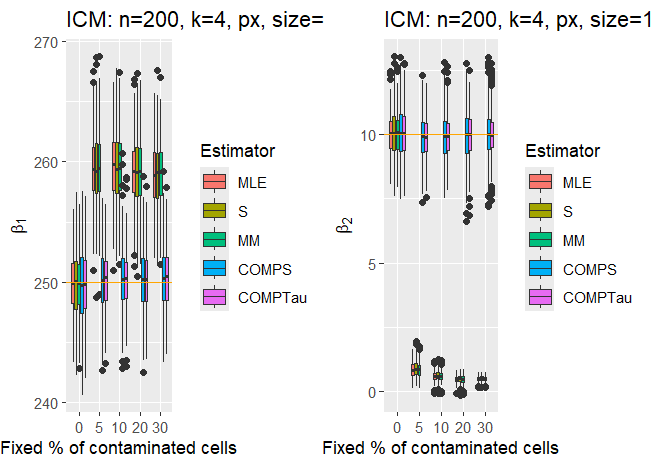 ICM: n=200, k=4, px, size=
270
260
250
240
β1
0 5 10 20 30
Fixed % of contaminated cells
Estimator
MLE
S
MM
COMPS
COMPTau
ICM: n=200, k=4, px, size=1
10
5
0
β2
0 5 10 20 30
Fixed % of contaminated cells
Estimator
MLE
S
MM
COMPS
COMPTau